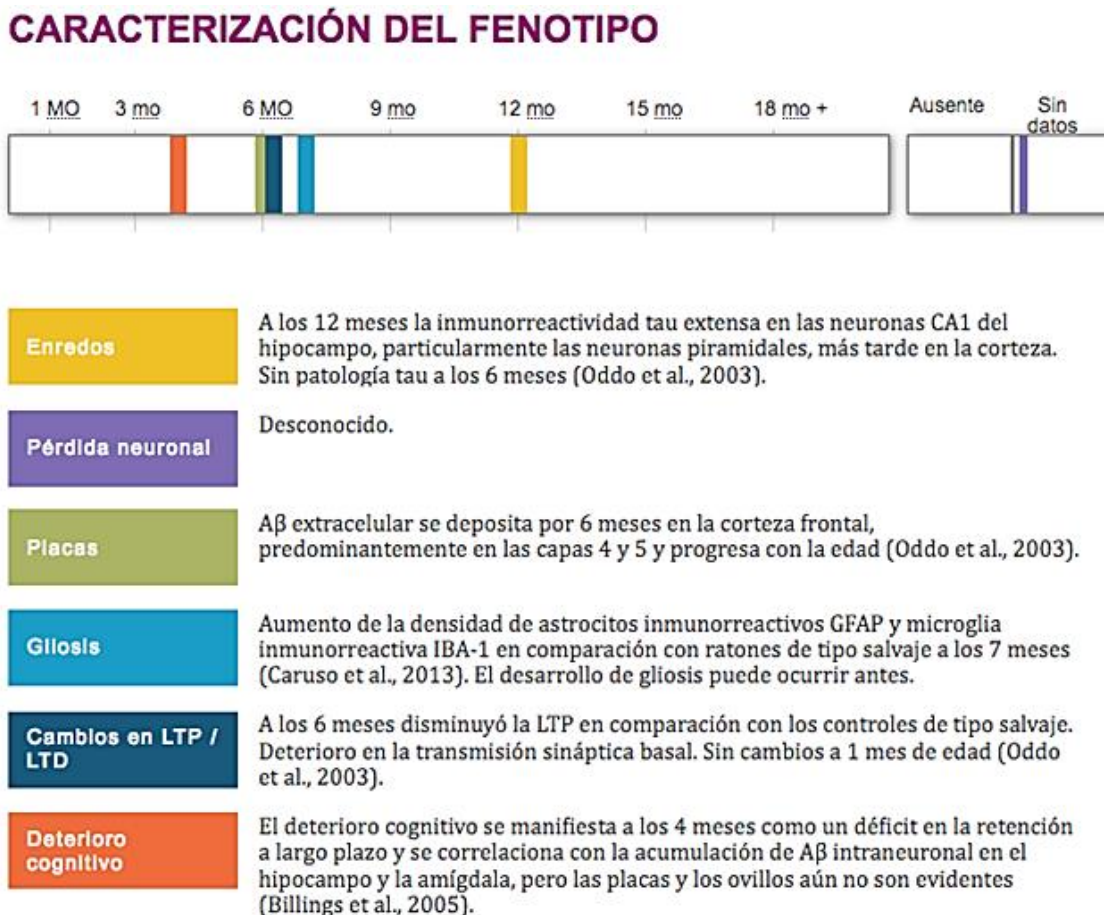 CARACTERIZACIÓN DEL FENOTIPO
1 MO 3 mo 6 MO 9 mo 12 mo 15 mo 18 mo + Ausente Sin datos
Enredos
A los 12 meses la inmunorreactividad tau extensa en las neuronas CA1 del
hipocampo, particularmente las neuronas piramidales, más tarde en la corteza.
Sin patología tau a los 6 meses (Oddo et al., 2003).
Pérdida neuronal
Desconocido.
Placas
Aβ extracelular se deposita por 6 meses en la corteza frontal,
predominantemente en las capas 4 y 5 y progresa con la edad (Oddo et al., 2003).
Gliosis
Aumento de la densidad de astrocitos inmunorreactivos GFAP y microglia
inmunorreactiva IBA-1 en comparación con ratones de tipo salvaje a los 7 meses
(Caruso et al., 2013). El desarrollo de gliosis puede ocurrir antes.
Cambios en LTP /
LTD
A los 6 meses disminuyó la LTP en comparación con los controles de tipo salvaje.
Deterioro en la transmisión sináptica basal. Sin cambios a 1 mes de edad (Oddo
et al., 2003).
Deterioro
cognitivo
El deterioro cognitivo se manifiesta a los 4 meses como un déficit en la retención
a largo plazo y se correlaciona con la acumulación de Aβ intraneuronal en el
hipocampo y la amígdala, pero las placas y los ovillos aún no son evidentes
(Billings et al., 2005).